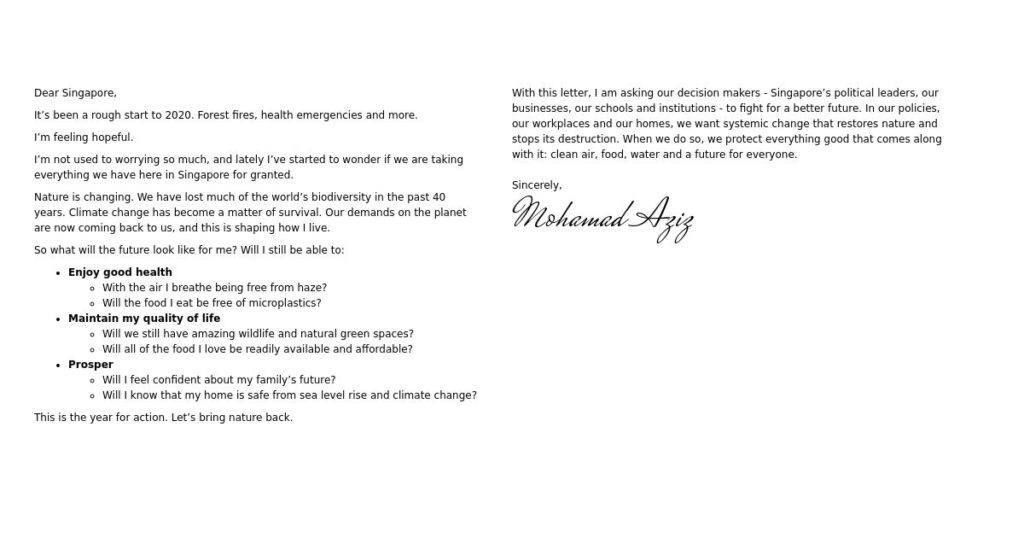 Dear Singapore,
It’s been a rough start to 2020. Forest fires, health emergencies and more.
I’m feeling hopeful.
I’m not used to worrying so much, and lately I’ve started to wonder if we are taking
everything we have here in Singapore for granted.
Nature is changing. We have lost much of the world’s biodiversity in the past 40
years. Climate change has become a matter of survival. Our demands on the planet
are now coming back to us, and this is shaping how I live.
So what will the future look like for me? Will I still be able to:
• Enjoy good health
◦ With the air I breathe being free from haze?
◦ Will the food I eat be free of microplastics?
• Maintain my quality of life
◦ Will we still have amazing wildlife and natural green spaces?
◦ Will all of the food I love be readily available and affordable?
• Prosper
◦ Will I feel confident about my family’s future?
◦ Will I know that my home is safe from sea level rise and climate change?
This is the year for action. Let’s bring nature back.
With this letter, I am asking our decision makers - Singapore’s political leaders, our
businesses, our schools and institutions - to fight for a better future. In our policies,
our workplaces and our homes, we want systemic change that restores nature and
stops its destruction. When we do so, we protect everything good that comes along
with it: clean air, food, water and a future for everyone.
Sincerely,
Mohamad Aziz